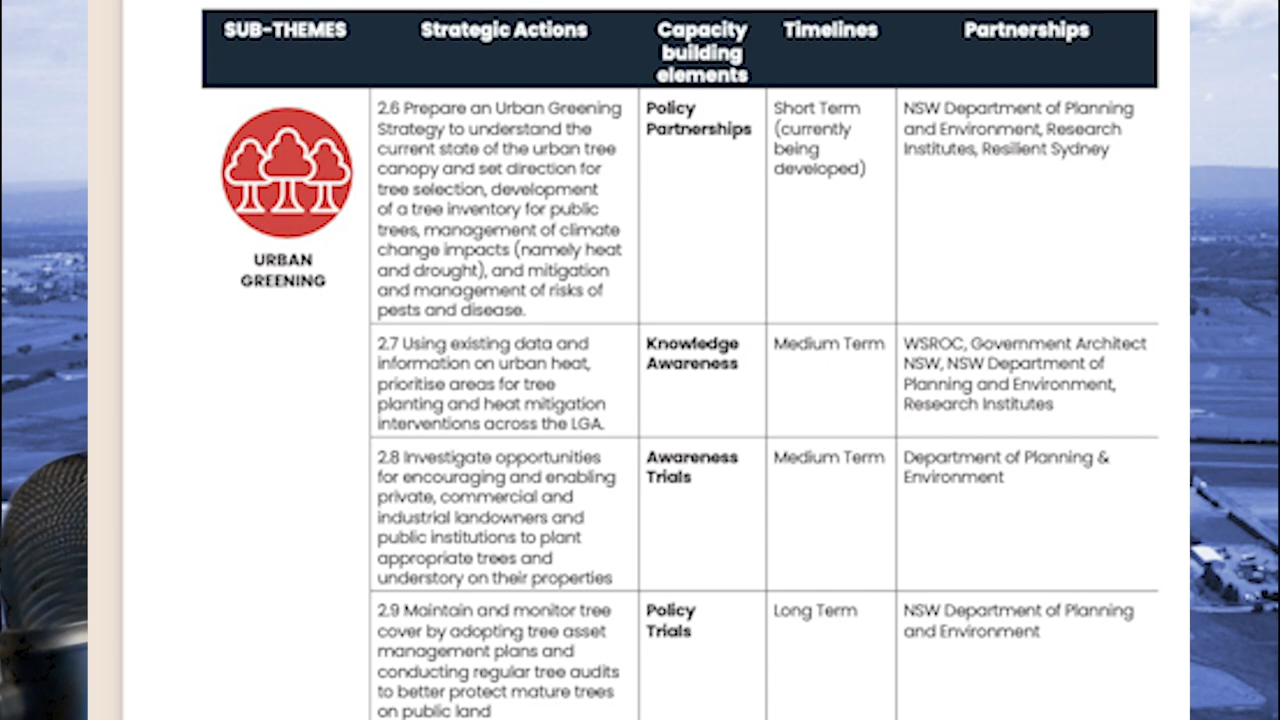 SUB-THEMES
Strategic Actions
Capacity
building
elements
Timelines
Partnerships
URBAN
GREENING
2.6 Prepare an Urban Greening
Strategy to understand the
current state of the urban tree
canopy and set direction for
tree selection, development
of a tree inventory for public
trees, management of climate
change impacts (namely heat
and drought), and mitigation
and management of risks of
pests and disease.
Policy
Partnerships
Short Term
(currently
being
developed)
NSW Department of Planning
and Environment, Research
Institutes, Resilient Sydney
2.7 Using existing data and
information on urban heat,
prioritise areas for tree
planting and heat mitigation
interventions across the LGA.
Knowledge
Awareness
Medium Term
WSROC, Government Architect
NSW, NSW Department of
Planning and Environment,
Research Institutes
2.8 Investigate opportunities
for encouraging and enabling
private, commercial and
industrial landowners and
public institutions to plant
appropriate trees and
understory on their properties
Awareness
Trials
Medium Term
Department of Planning &
Environment
2.9 Maintain and monitor tree
cover by adopting tree asset
management plans and
conducting regular tree audits
to better protect mature trees
on public land
Policy
Trials
Long Term
NSW Department of Planning
and Environment